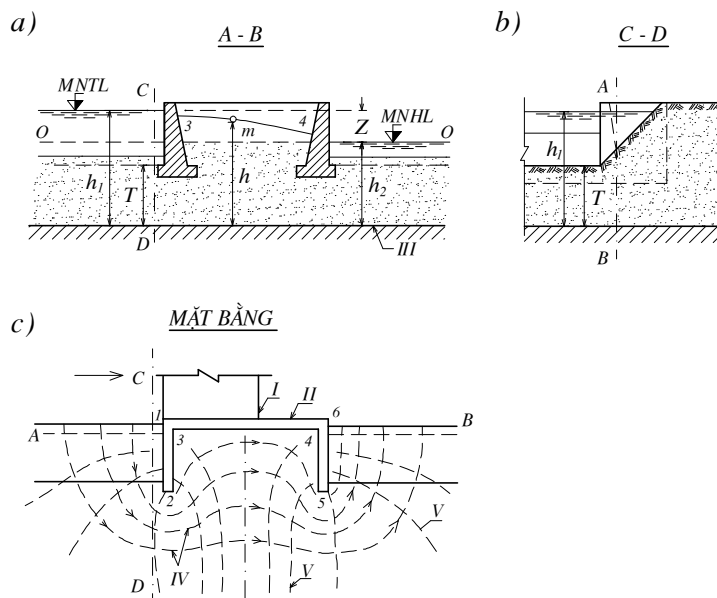 a)
A - B
MNTL
C
3
4
m
Z
MNHL
O
O
h1
T
h
h2
D
III
b)
C - D
A
h1
T
B
c)
MẶT BẰNG
C
I
II
1
6
A
B
3
4
2
5
IV
V
V
D